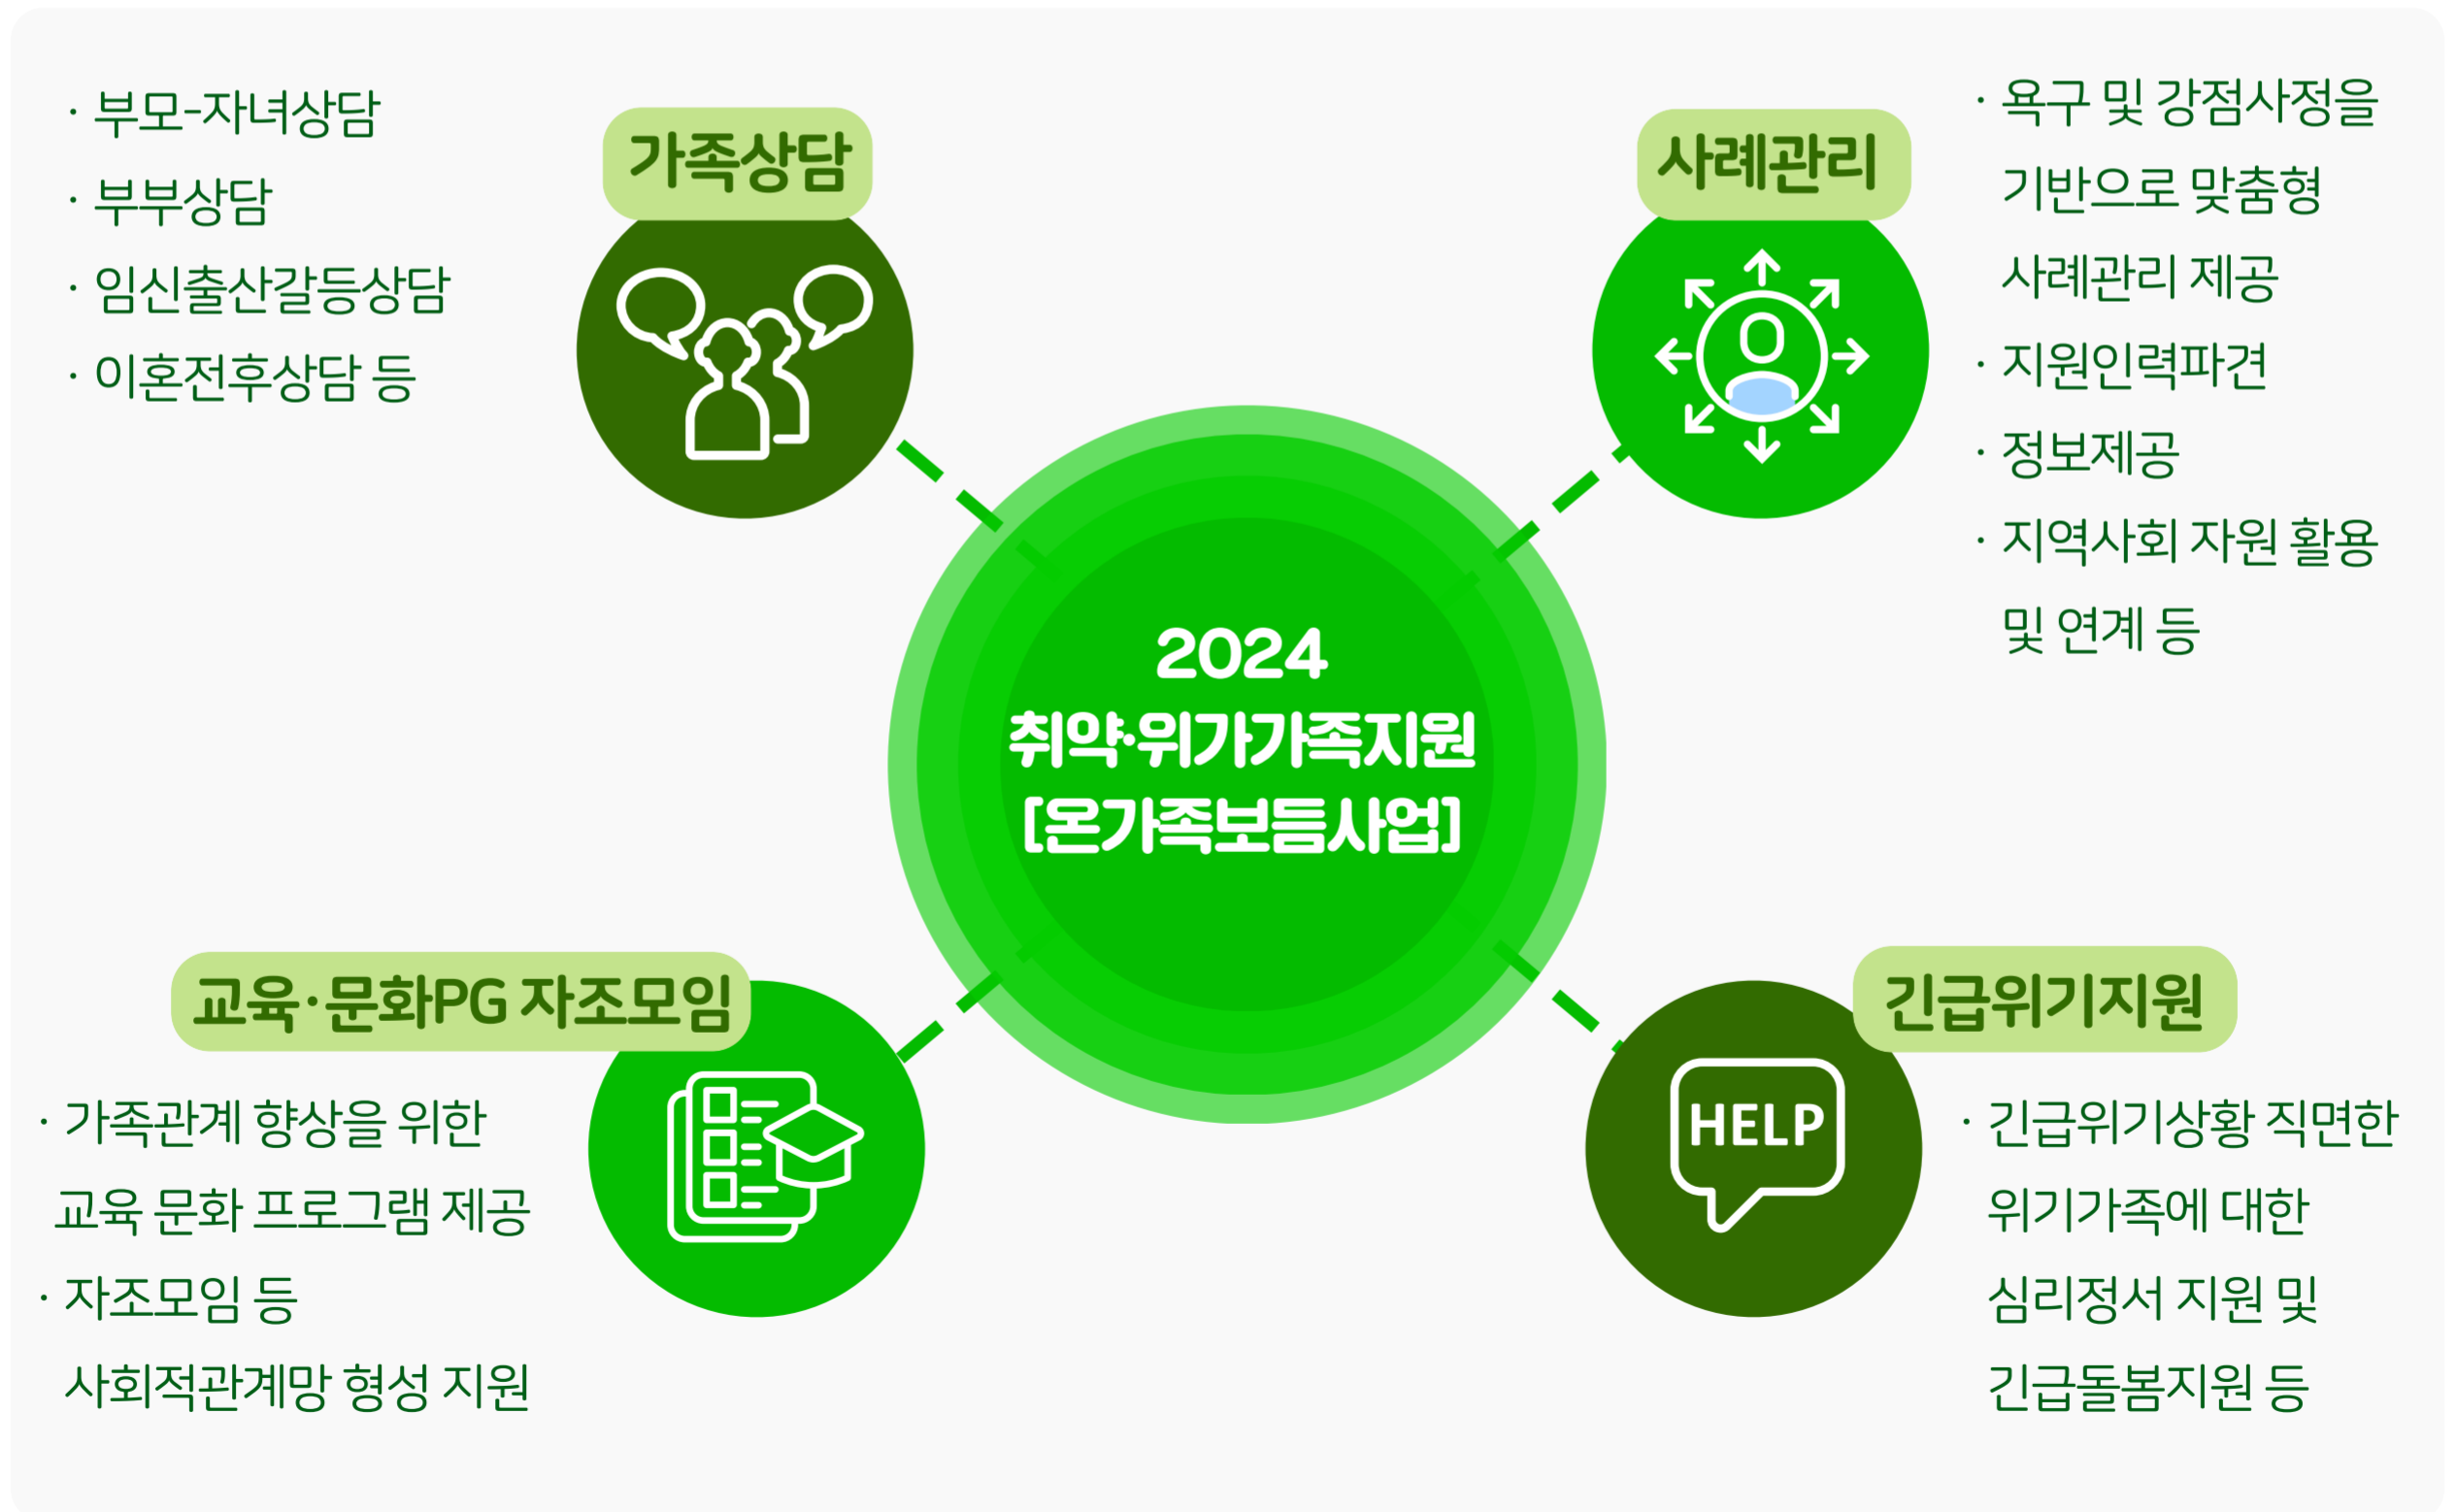 가족상담
· 부모-자녀상담
· 부부상담
· 임신출산갈등상담
· 이혼전후상담 등
사례관리
· 욕구 및 강점사정을
기반으로 맞춤형
사례관리 제공
· 지원인력파견
· 정보제공
· 지역사회 자원 활용
및 연계 등
2024
취약·위기가족지원
[온가족보듬사업]
교육·문화PG 자조모임
· 가족관계 향상을 위한
교육 문화 프로그램 제공
· 자조모임 등
사회적관계망 형성 지원
긴급위기지원
HELP
· 긴급위기상황 직면한
위기가족에 대한
심리정서 지원 및
긴급돌봄지원 등